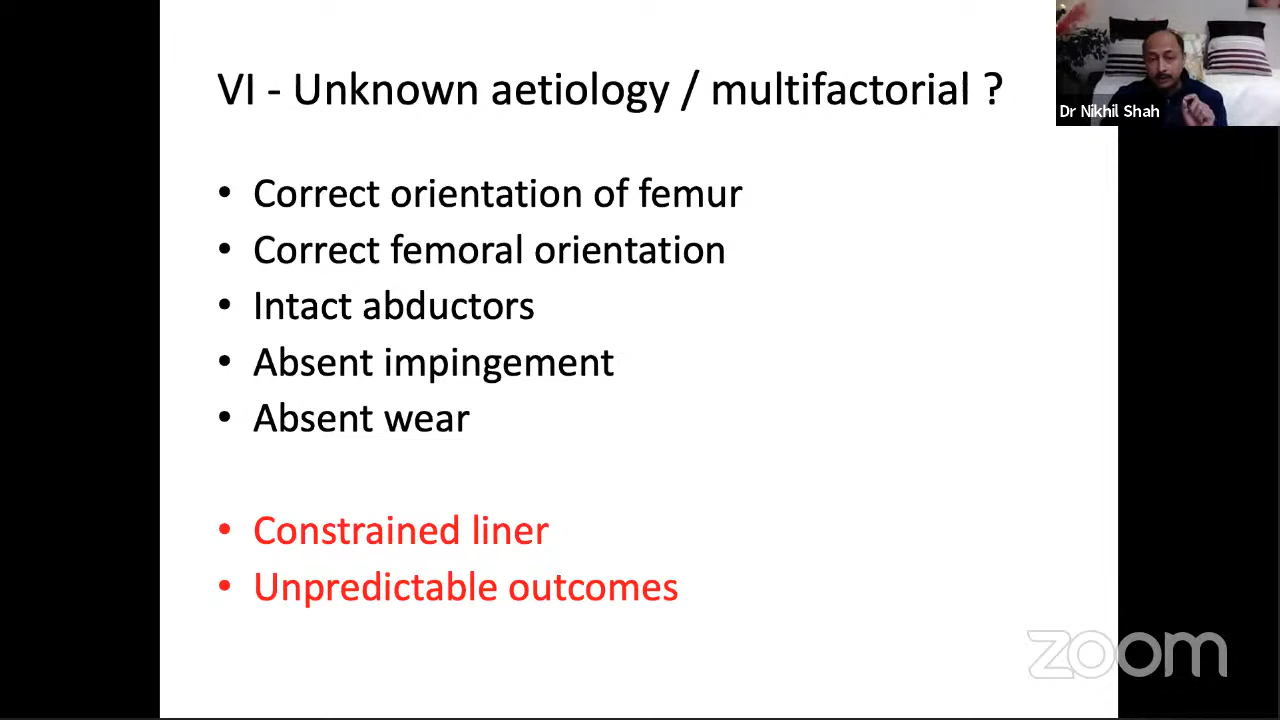 VI - Unknown aetiology / multifactorial ?
Dr Nikhil Shah
• Correct orientation of femur
• Correct femoral orientation
• Intact abductors
• Absent impingement
• Absent wear
• Constrained liner
• Unpredictable outcomes
zoom